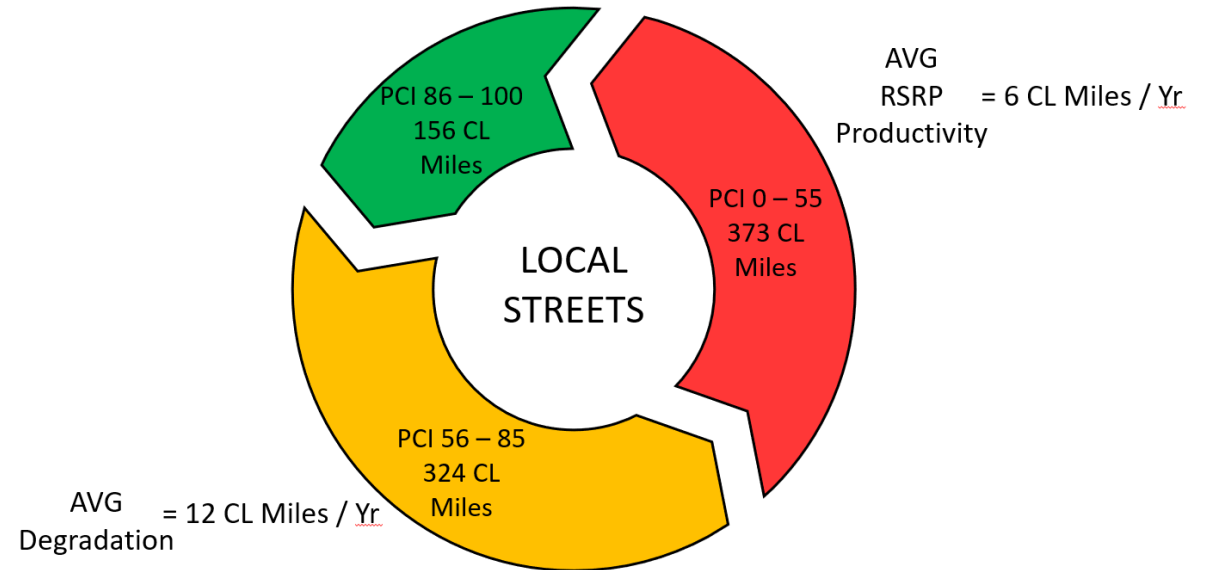 AVG
RSRP = 6 CL Miles / Yr
Productivity
PCI 86 – 100
156 CL
Miles
PCI 0 – 55
373 CL
Miles
LOCAL
STREETS
PCI 56 – 85
324 CL
Miles
AVG
= 12 CL Miles / Yr
Degradation